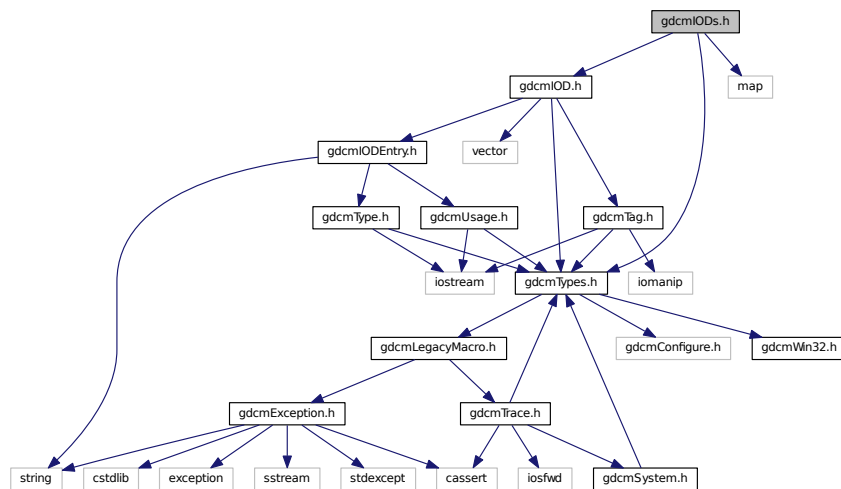 gdcmIODs.h
gdcmIOD.h
map
gdcmIODEntry.h
vector
gdcmType.h
gdcmUsage.h
gdcmTag.h
iostream
gdcmTypes.h
iomanip
gdcmLegacyMacro.h
gdcmConfigure.h
gdcmWin32.h
gdcmException.h
gdcmTrace.h
string
cstdlib
exception
sstream
stdexcept
cassert
iosfwd
gdcmSystem.h